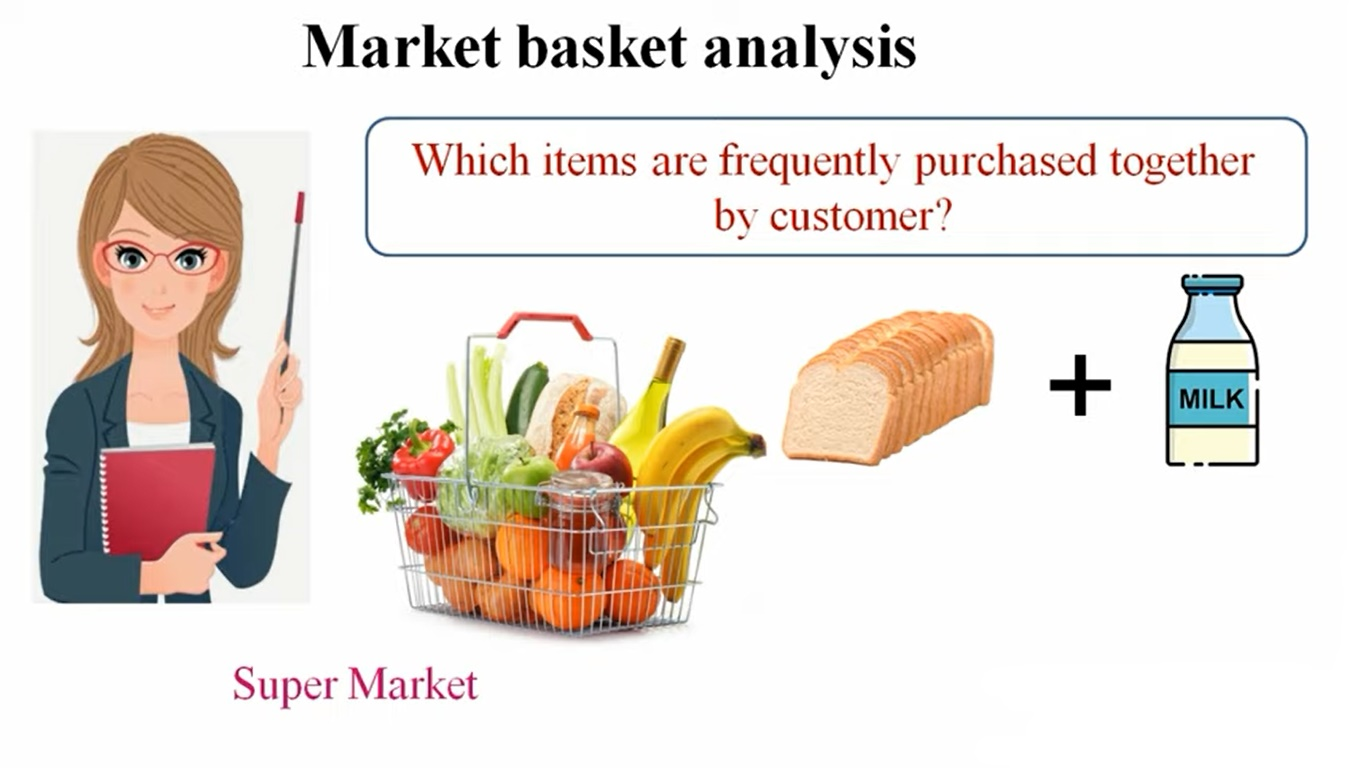 Market basket analysis
Which items are frequently purchased together
by customer?
MILK
Super Market